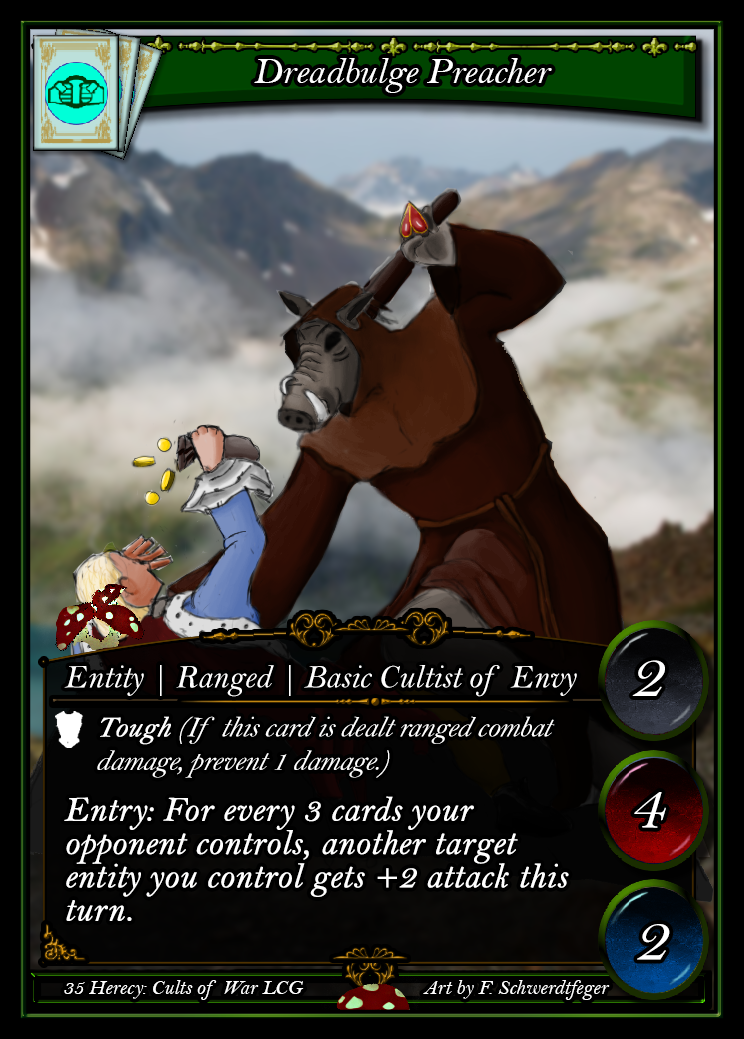 Dreadbulge Preacher
Entity | Ranged | Basic Cultist of Envy
2
Tough (If this card is dealt ranged combat
damage, prevent 1 damage.)
4
Entry: For every 3 cards your
opponent controls, another target
entity you control gets +2 attack this
turn.
2
35 Herecy: Cults of War LCG
Art by F. Schwerdtfeger